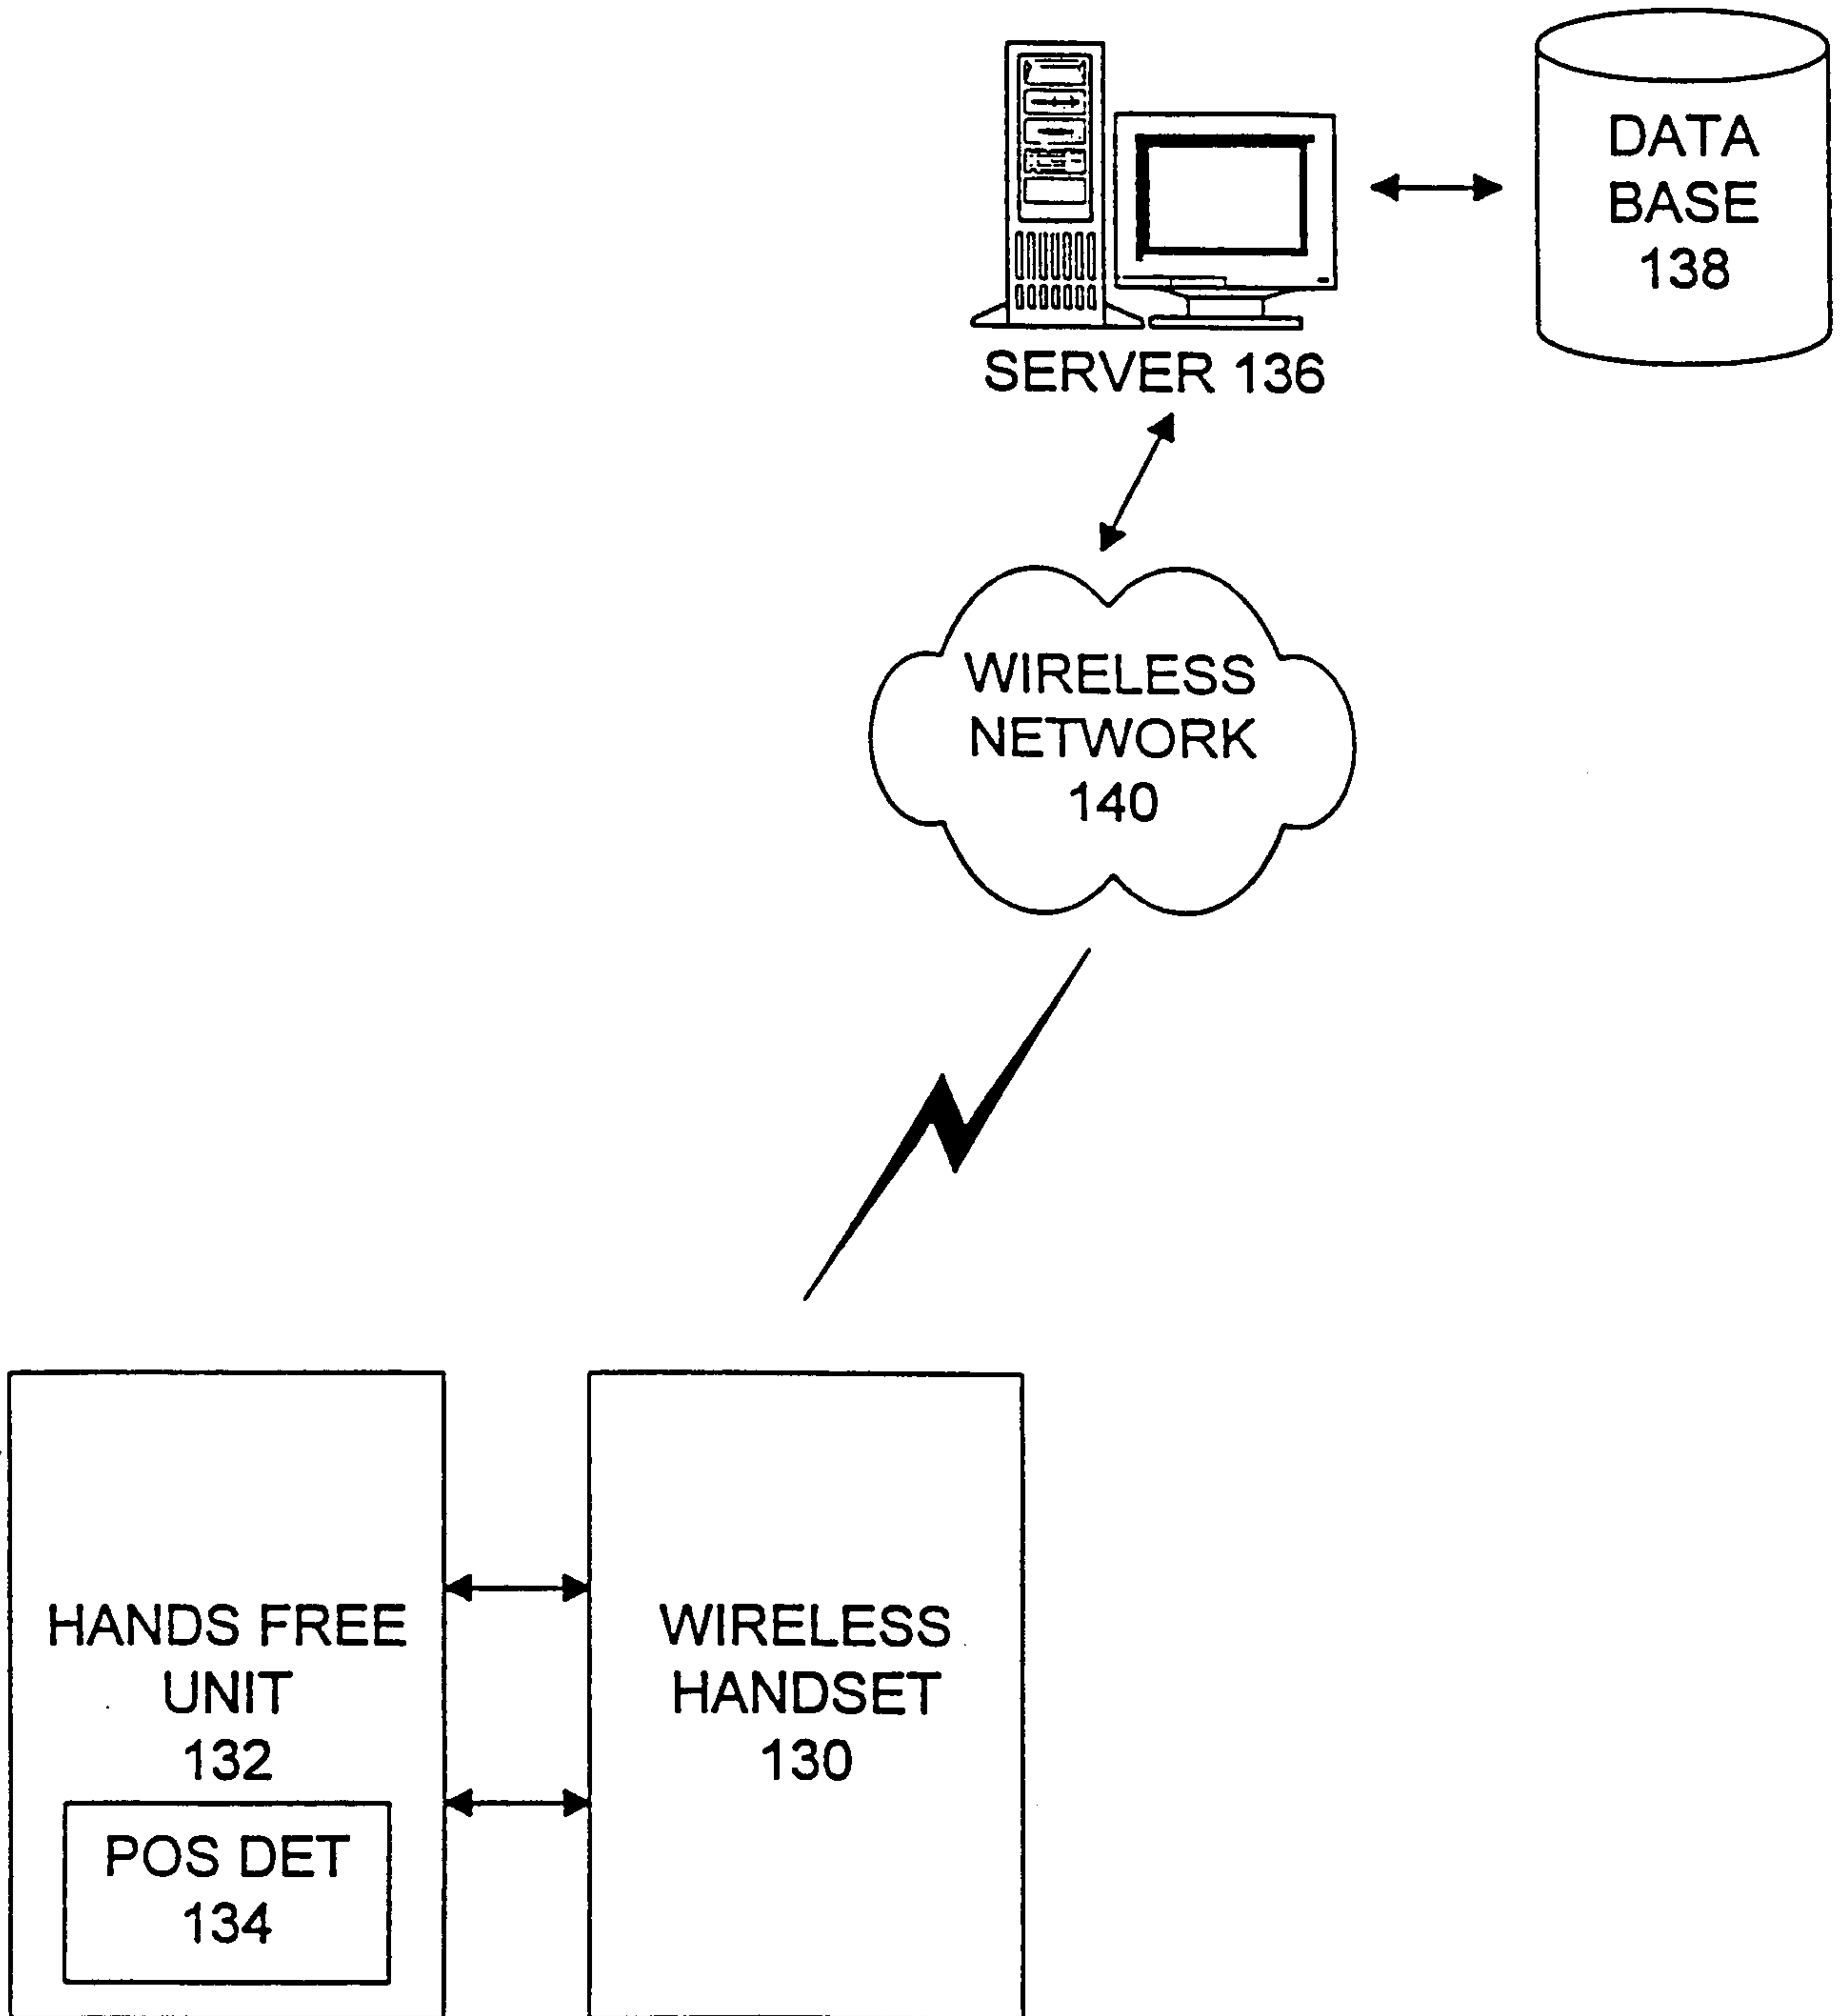 DATA
BASE
138
SERVER 136
WIRELESS
NETWORK
140
HANDS FREE
UNIT
132
POS DET
134
WIRELESS
HANDSET
130